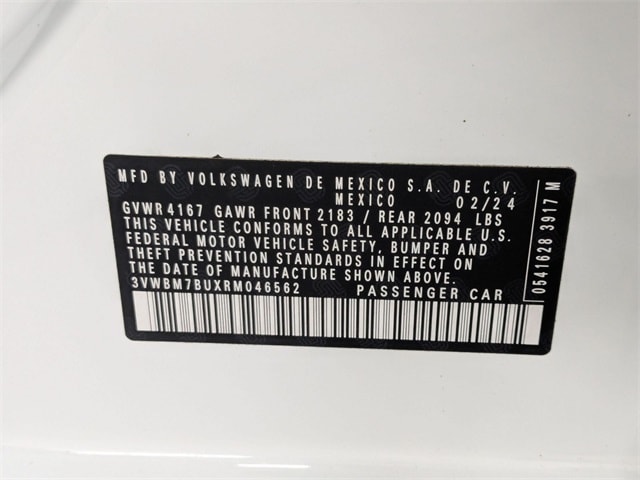 MFD BY VOLKSWAGEN DE MEXICO S.A. DE C.V.
MEXICO 02/24
GVWR 4167 GAWR FRONT 2183 / REAR 2094 LBS
THIS VEHICLE CONFORMS TO ALL APPLICABLE U.S.
FEDERAL MOTOR VEHICLE SAFETY, BUMPER AND
THEFT PREVENTION STANDARDS IN EFFECT ON
THE DATE OF MANUFACTURE SHOWN ABOVE.
3VWBM7BUXRM046562 PASSENGER CAR
0541628 3917 M